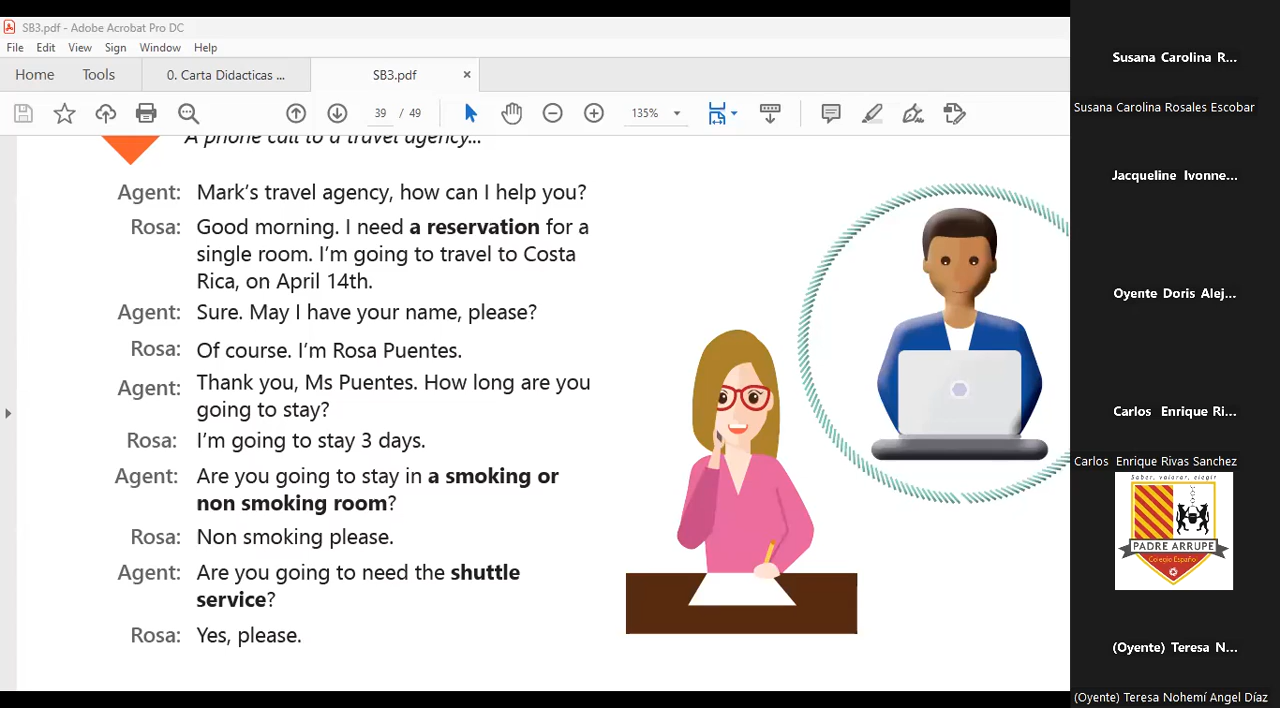 SB3.pdf - Adobe Acrobat Pro DC
File Edit View Sign Window Help
Home Tools 0. Carta Didacticas ... SB3.pdf ×
39 / 49 135%
A phone call to a travel agency...
Agent: Mark's travel agency, how can I help you?
Rosa: Good morning. I need a reservation for a
single room. I'm going to travel to Costa
Rica, on April 14th.
Agent: Sure. May I have your name, please?
Rosa: Of course. I'm Rosa Puentes.
Agent: Thank you, Ms Puentes. How long are you
going to stay?
Rosa: I'm going to stay 3 days.
Agent: Are you going to stay in a smoking or
non smoking room?
Rosa: Non smoking please.
Agent: Are you going to need the shuttle
service?
Rosa: Yes, please.
Susana Carolina R...
Susana Carolina Rosales Escobar
Jacqueline Ivonne...
Oyente Doris Alej...
Carlos Enrique Ri...
Carlos Enrique Rivas Sanchez
Saber, valorar, elegir
PADRE ARRUPE
Colegio Español
(Oyente) Teresa N...
(Oyente) Teresa Nohemí Angel Díaz